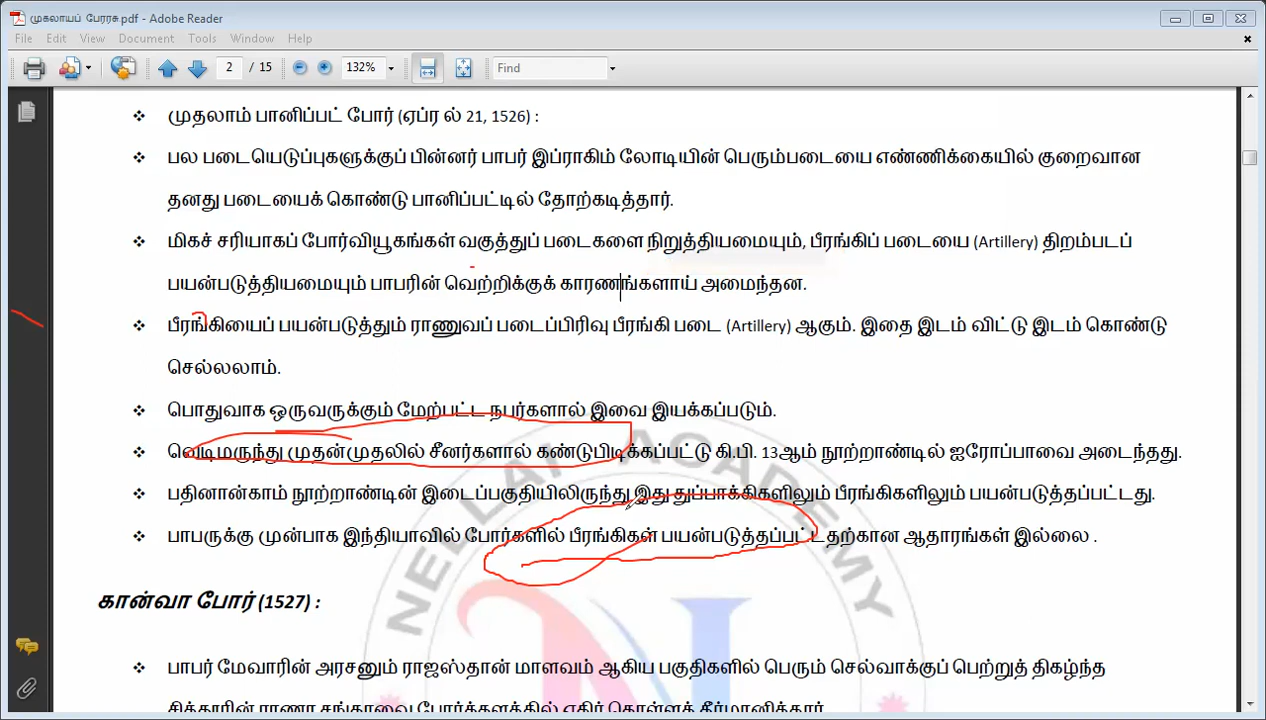 முகலாயப் பேரரசு.pdf - Adobe Reader
File Edit View Document Tools Window Help
2 / 15 132% Find
❖ முதலாம் பானிப்பட் போர் (ஏப்ர ல் 21, 1526) :
❖ பல படையெடுப்புகளுக்குப் பின்னர் பாபர் இப்ராகிம் லோடியின் பெரும்படையை எண்ணிக்கையில் குறைவான
தனது படையைக் கொண்டு பானிப்பட்டில் தோற்கடித்தார்.
❖ மிகச் சரியாகப் போர்வியூகங்கள் வகுத்துப் படைகளை நிறுத்தியமையும், பீரங்கிப் படையை (Artillery) திறம்படப்
பயன்படுத்தியமையும் பாபரின் வெற்றிக்குக் காரணங்களாய் அமைந்தன.
❖ பீரங்கியைப் பயன்படுத்தும் ராணுவப் படைப்பிரிவு பீரங்கி படை (Artillery) ஆகும். இதை இடம் விட்டு இடம் கொண்டு
செல்லலாம்.
❖ பொதுவாக ஒருவருக்கும் மேற்பட்ட நபர்களால் இவை இயக்கப்படும்.
❖ வெடிமருந்து முதன்முதலில் சீனர்களால் கண்டுபிடிக்கப்பட்டு கி.பி. 13ஆம் நூற்றாண்டில் ஐரோப்பாவை அடைந்தது.
❖ பதினான்காம் நூற்றாண்டின் இடைப்பகுதியிலிருந்து இது துப்பாக்கிகளிலும் பீரங்கிகளிலும் பயன்படுத்தப்பட்டது.
❖ பாபருக்கு முன்பாக இந்தியாவில் போர்களில் பீரங்கிகள் பயன்படுத்தப்பட்டதற்கான ஆதாரங்கள் இல்லை .
கான்வா போர் (1527) :
❖ பாபர் மேவாரின் அரசனும் ராஜஸ்தான் மாளவம் ஆகிய பகுதிகளில் பெரும் செல்வாக்குப் பெற்றுத் திகழ்ந்த
சித்தூரின் ராணா சங்காவை போர்க்களத்தில் எதிர் கொள்ளத் தீர்மானித்தார்
NELLAI ACADEMY